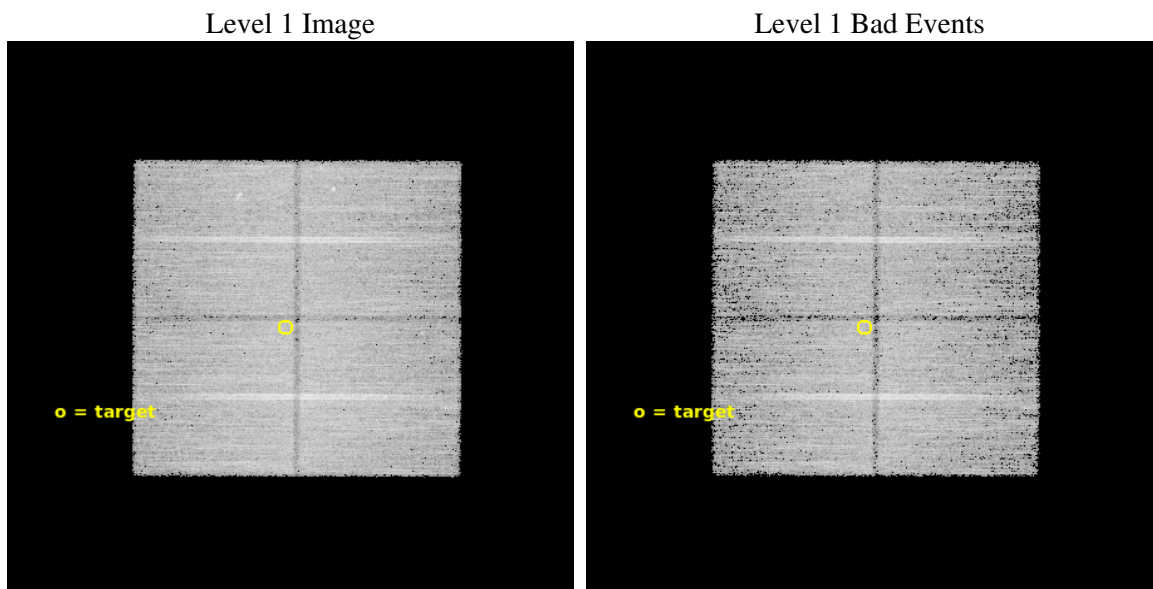 Level 1 Image
Level 1 Bad Events
o = target
o = target